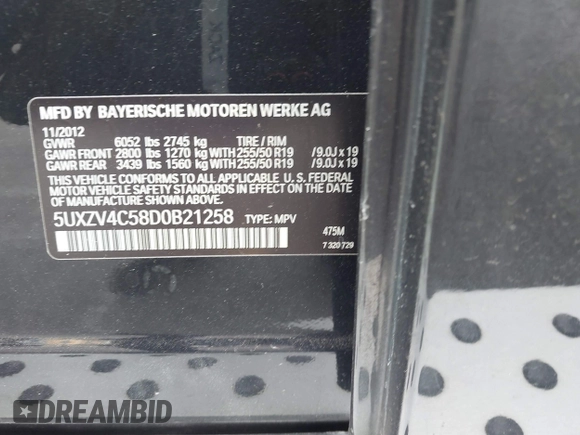 MFD BY BAYERISCHE MOTOREN WERKE AG
11/2012
GVWR 6052 lbs 2745 kg TIRE / RIM
GAWR FRONT 2800 lbs 1270 kg WITH 255/50 R19 /9.0J x 19
GAWR REAR 3439 lbs 1560 kg WITH 255/50 R19 /9.0J x 19
THIS VEHICLE CONFORMS TO ALL APPLICABLE U. S. FEDERAL
MOTOR VEHICLE SAFETY STANDARDS IN EFFECT ON THE DATE OF
MANUFACTURE SHOWN ABOVE.
5UXZV4C58D0B21258 TYPE: MPV
475M
7 320 729
DREAMBID